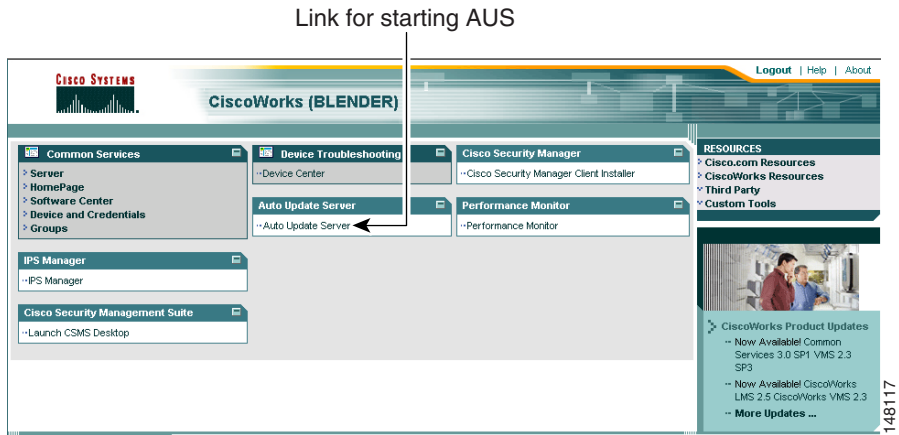 Link for starting AUS
CISCO SYSTEMS
Logout | Help | About
CiscoWorks (BLENDER)
Common Services
Server
HomePage
Software Center
Device and Credentials
Groups
Device Troubleshooting
Device Center
Cisco Security Manager
Cisco Security Manager Client Installer
Auto Update Server
Auto Update Server
Performance Monitor
Performance Monitor
IPS Manager
IPS Manager
Cisco Security Management Suite
Launch CSMS Desktop
RESOURCES
Cisco.com Resources
CiscoWorks Resources
Third Party
Custom Tools
CiscoWorks Product Updates
Now Available! Common
Services 3.0 SP1 VMS 2.3
SP3
Now Available! CiscoWorks
LMS 2.5 CiscoWorks VMS 2.3
More Updates ...
148117